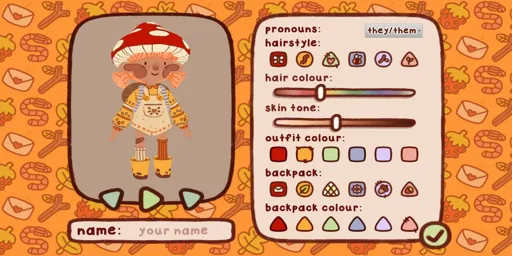 pronouns: they/them-
hairstyle:
hair colour:
skin tone:
outfit colour:
backpack:
backpack colour:
name: your name